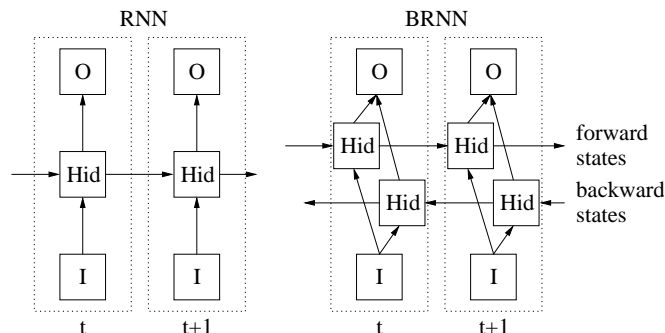 RNN
BRNN
O
O
O
O
Hid
Hid
Hid
Hid
forward
states
Hid
Hid
backward
states
I
I
I
I
t
t+1
t
t+1